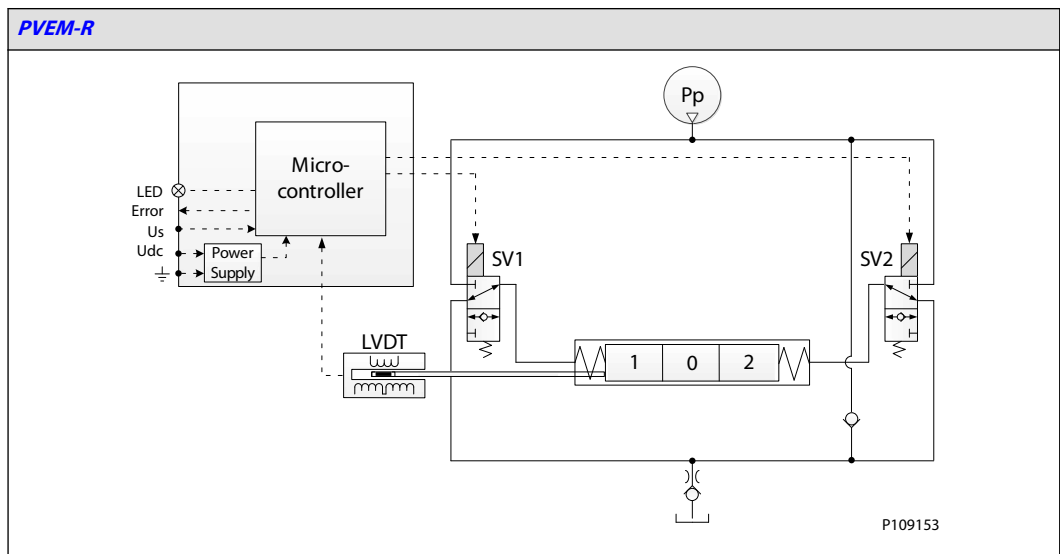 PVEM-R
Pp
Micro-
controller
LED
Error
Us
Udc
Power
Supply
SV1
SV2
LVDT
1
0
2
P109153